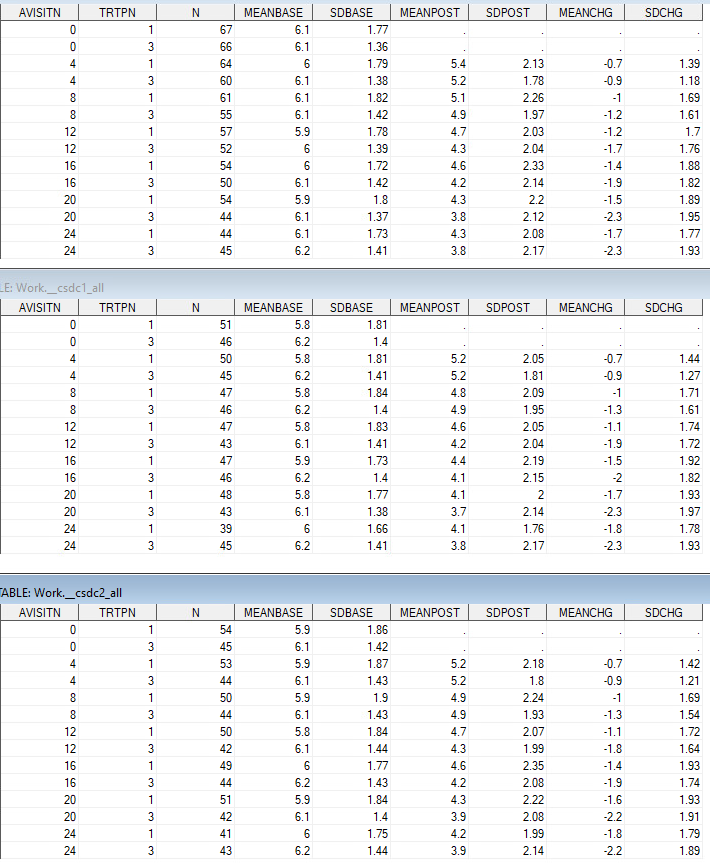 AVISITN TRTPN N MEANBASE SDBASE MEANPOST SDPOST MEANCHG SDCHG
0 1 67 6.1 1.77 . . . .
0 3 66 6.1 1.36 . . . .
4 1 64 6 1.79 5.4 2.13 -0.7 1.39
4 3 60 6.1 1.38 5.2 1.78 -0.9 1.18
8 1 61 6.1 1.82 5.1 2.26 -1 1.69
8 3 55 6.1 1.42 4.9 1.97 -1.2 1.61
12 1 57 5.9 1.78 4.7 2.03 -1.2 1.7
12 3 52 6 1.39 4.3 2.04 -1.7 1.76
16 1 54 6 1.72 4.6 2.33 -1.4 1.88
16 3 50 6.1 1.42 4.2 2.14 -1.9 1.82
20 1 54 5.9 1.8 4.3 2.2 -1.5 1.89
20 3 44 6.1 1.37 3.8 2.12 -2.3 1.95
24 1 44 6.1 1.73 4.3 2.08 -1.7 1.77
24 3 45 6.2 1.41 3.8 2.17 -2.3 1.93
LE: Work.__csdc1_all
AVISITN TRTPN N MEANBASE SDBASE MEANPOST SDPOST MEANCHG SDCHG
0 1 51 5.8 1.81 . . . .
0 3 46 6.2 1.4 . . . .
4 1 50 5.8 1.81 5.2 2.05 -0.7 1.44
4 3 45 6.2 1.41 5.2 1.81 -0.9 1.27
8 1 47 5.8 1.84 4.8 2.09 -1 1.71
8 3 46 6.2 1.4 4.9 1.95 -1.3 1.61
12 1 47 5.8 1.83 4.6 2.05 -1.1 1.74
12 3 43 6.1 1.41 4.2 2.04 -1.9 1.72
16 1 47 5.9 1.73 4.4 2.19 -1.5 1.92
16 3 46 6.2 1.4 4.1 2.15 -2 1.82
20 1 48 5.8 1.77 4.1 2 -1.7 1.93
20 3 43 6.1 1.38 3.7 2.14 -2.3 1.97
24 1 39 6 1.66 4.1 1.76 -1.8 1.78
24 3 45 6.2 1.41 3.8 2.17 -2.3 1.93
TABLE: Work.__csdc2_all
AVISITN TRTPN N MEANBASE SDBASE MEANPOST SDPOST MEANCHG SDCHG
0 1 54 5.9 1.86 . . . .
0 3 45 6.1 1.42 . . . .
4 1 53 5.9 1.87 5.2 2.18 -0.7 1.42
4 3 44 6.1 1.43 5.2 1.8 -0.9 1.21
8 1 50 5.9 1.9 4.9 2.24 -1 1.69
8 3 44 6.1 1.43 4.9 1.93 -1.3 1.54
12 1 50 5.8 1.84 4.7 2.07 -1.1 1.72
12 3 42 6.1 1.44 4.3 1.99 -1.8 1.64
16 1 49 6 1.77 4.6 2.35 -1.4 1.93
16 3 44 6.2 1.43 4.2 2.08 -1.9 1.74
20 1 51 5.9 1.84 4.3 2.22 -1.6 1.93
20 3 42 6.1 1.4 3.9 2.08 -2.2 1.91
24 1 41 6 1.75 4.2 1.99 -1.8 1.79
24 3 43 6.2 1.44 3.9 2.14 -2.2 1.89